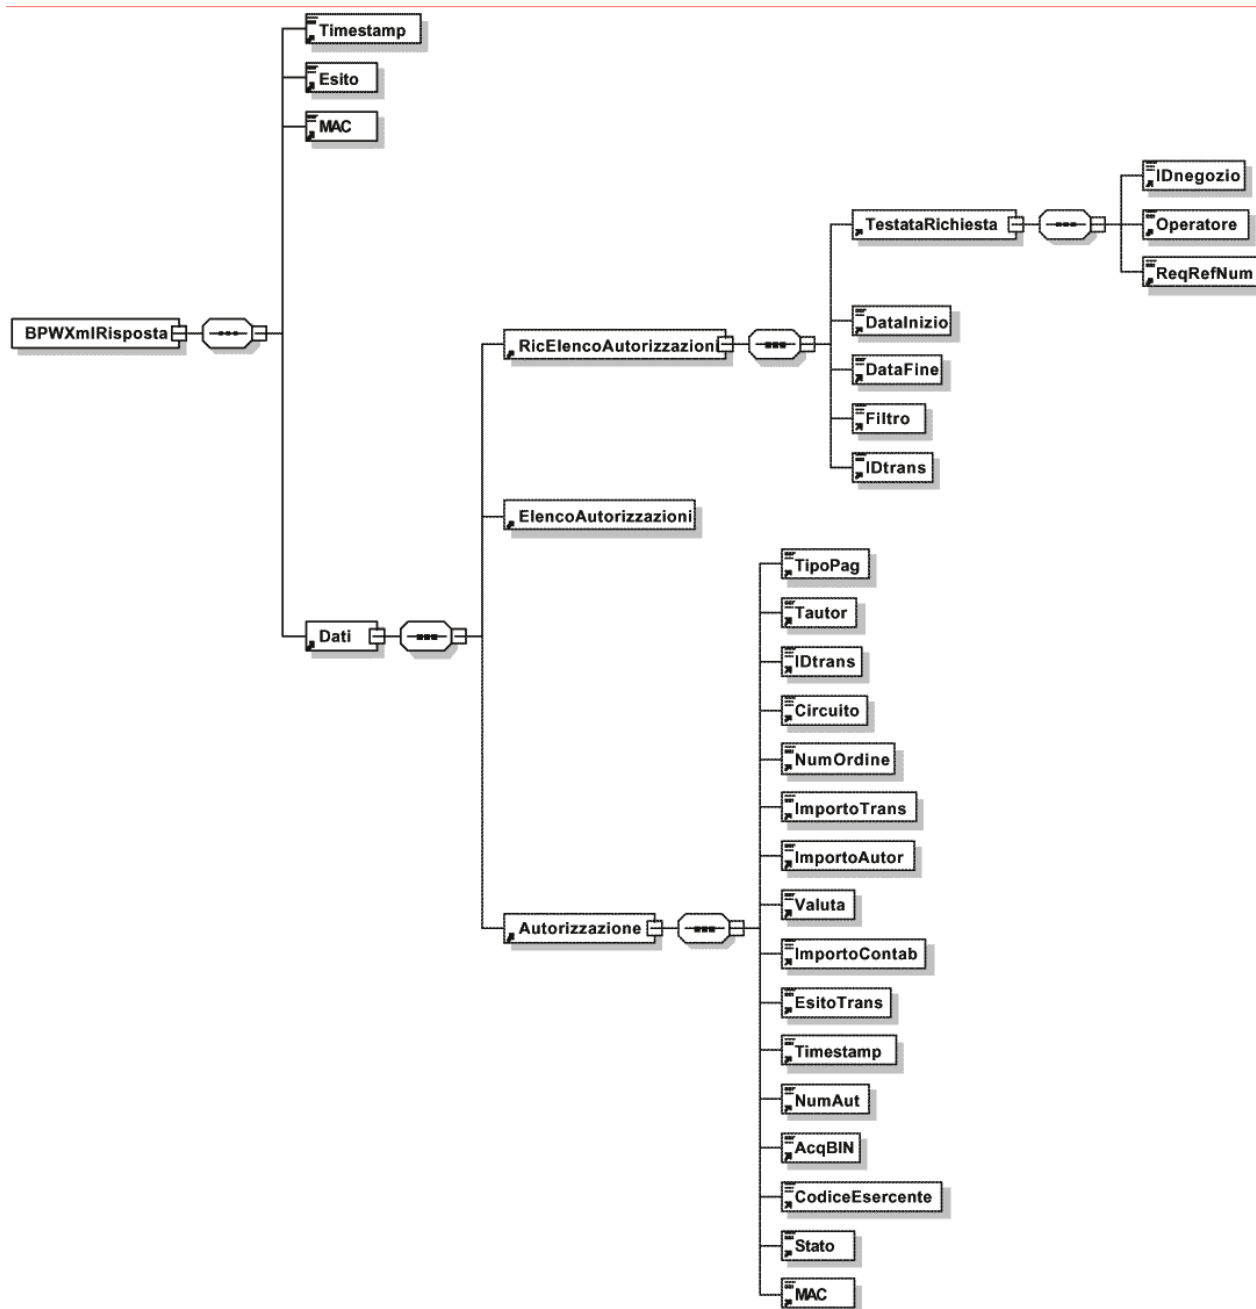 Timestamp
Esito
MAC
IDnegozio
TestataRichiesta
Operatore
ReqRefNum
BPWXmlRisposta
DataInizio
RicElencoAutorizzazioni
DataFine
Filtro
IDtrans
ElencoAutorizzazioni
TipoPag
Tautor
Dati
IDtrans
Circuito
NumOrdine
ImportoTrans
ImportoAutor
Valuta
Autorizzazione
ImportoContab
EsitoTrans
Timestamp
NumAut
AcqBIN
CodiceEsercente
Stato
MAC